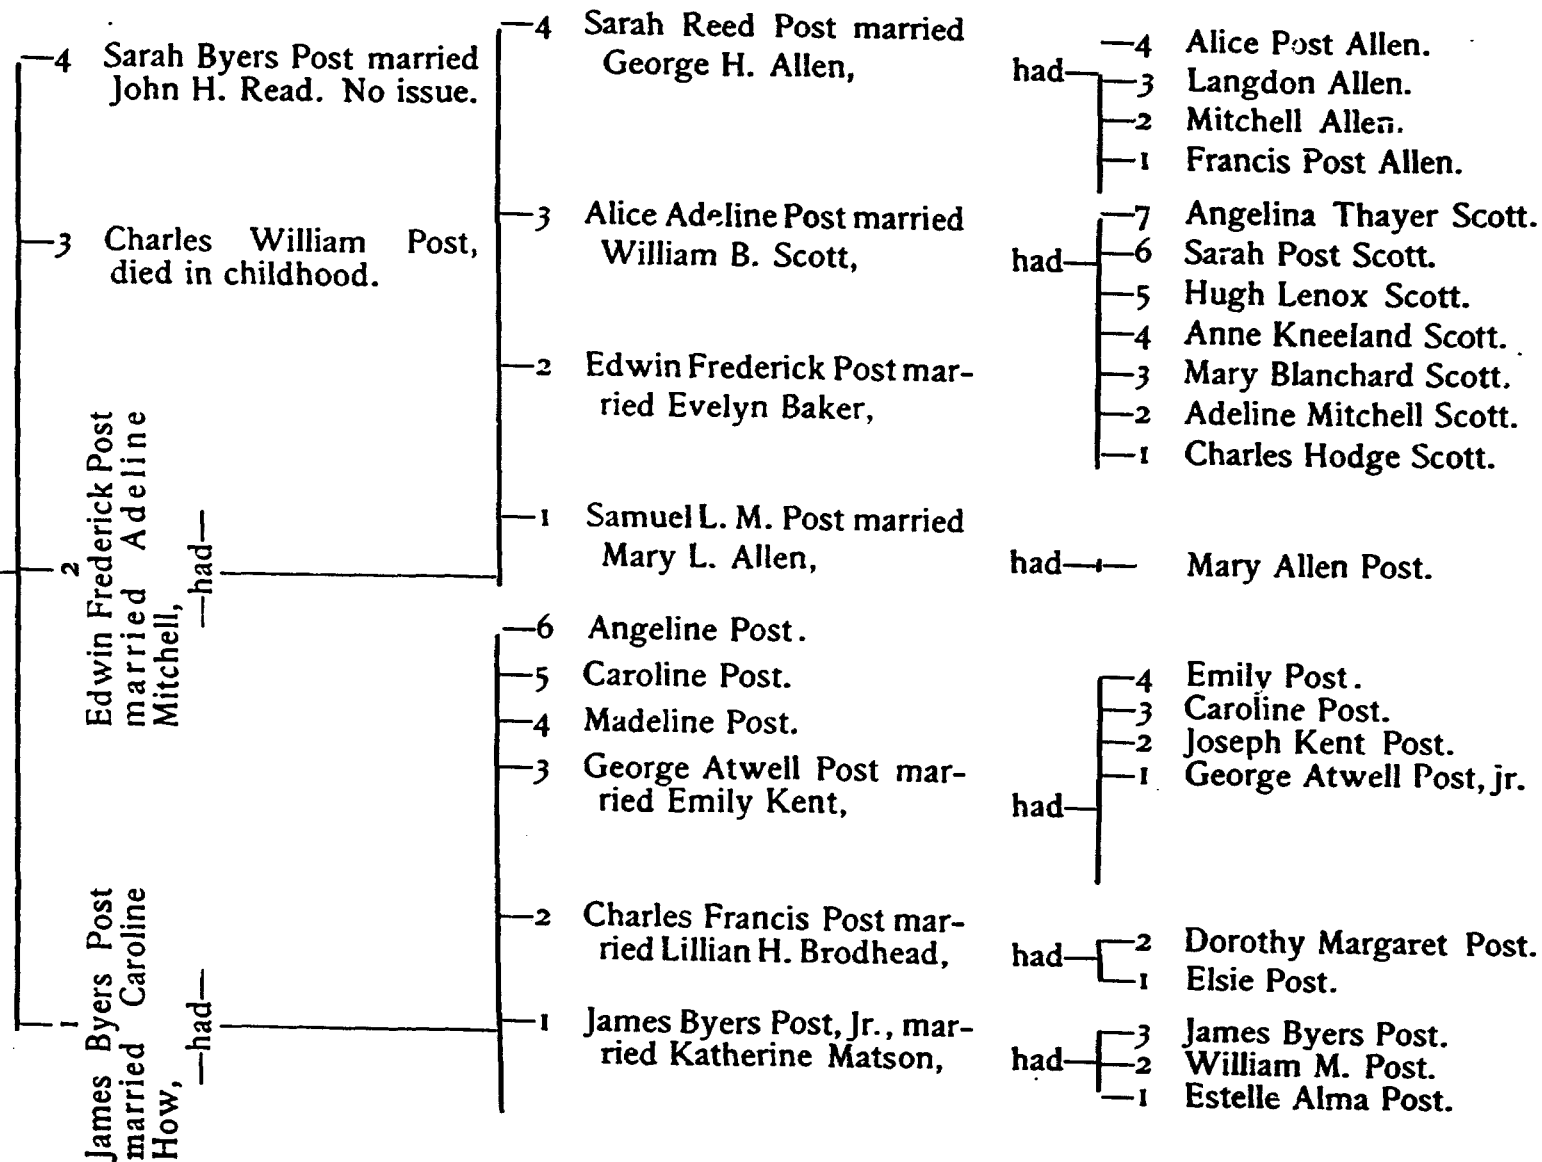 4 Sarah Byers Post married
John H. Read. No issue.
3 Charles William Post,
died in childhood.
2 Edwin Frederick Post
married Adeline
Mitchell,
—had—
1 James Byers Post
married Caroline
How,
—had—
4 Sarah Reed Post married
George H. Allen,
3 Alice Adeline Post married
William B. Scott,
2 Edwin Frederick Post mar-
ried Evelyn Baker,
1 Samuel L. M. Post married
Mary L. Allen,
6 Angeline Post.
5 Caroline Post.
4 Madeline Post.
3 George Atwell Post mar-
ried Emily Kent,
2 Charles Francis Post mar-
ried Lillian H. Brodhead,
1 James Byers Post, Jr., mar-
ried Katherine Matson,
had
4 Alice Post Allen.
3 Langdon Allen.
2 Mitchell Allen.
1 Francis Post Allen.
had
7 Angelina Thayer Scott.
6 Sarah Post Scott.
5 Hugh Lenox Scott.
4 Anne Kneeland Scott.
3 Mary Blanchard Scott.
2 Adeline Mitchell Scott.
1 Charles Hodge Scott.
had
Mary Allen Post.
had
4 Emily Post.
3 Caroline Post.
2 Joseph Kent Post.
1 George Atwell Post, jr.
had
2 Dorothy Margaret Post.
1 Elsie Post.
had
3 James Byers Post.
2 William M. Post.
1 Estelle Alma Post.